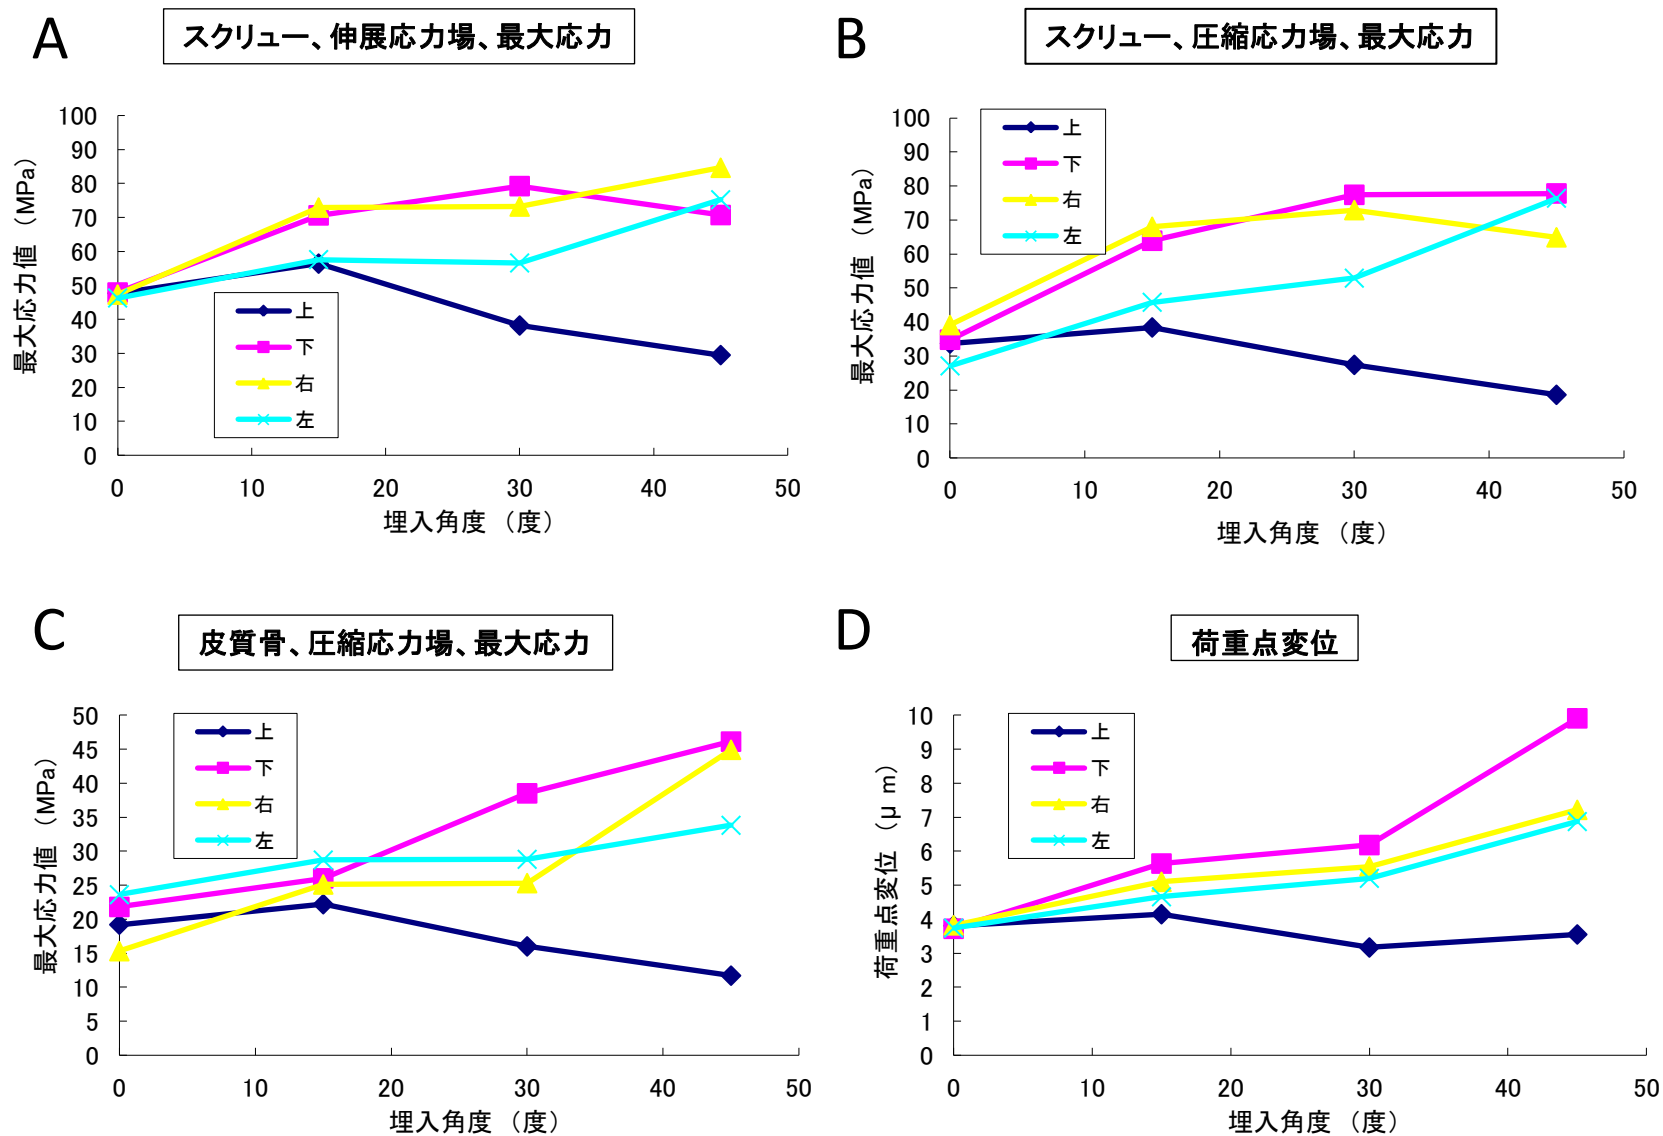 A
スクリュー、伸展応力場、最大応力
最大応力値 （MPa）
100
90
80
70
60
50
40
30
20
10
0
上
下
右
左
0 10 20 30 40 50
埋入角度 （度）
B
スクリュー、圧縮応力場、最大応力
最大応力値 （MPa）
100
90
80
70
60
50
40
30
20
10
0
上
下
右
左
0 10 20 30 40 50
埋入角度 （度）
C
皮質骨、圧縮応力場、最大応力
最大応力値 （MPa）
50
45
40
35
30
25
20
15
10
5
0
上
下
右
左
0 10 20 30 40 50
埋入角度 （度）
D
荷重点変位
荷重点変位 （μ m）
10
9
8
7
6
5
4
3
2
1
0
上
下
右
左
0 10 20 30 40 50
埋入角度 （度）